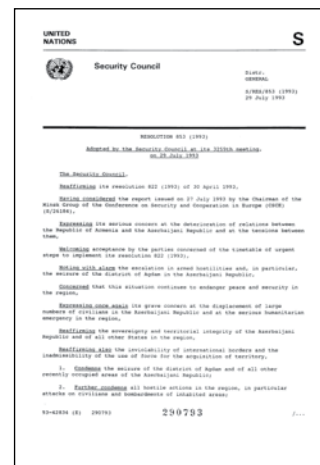 UNITED
NATIONS
S
Security Council
Distr.
GENERAL
S/RES/853 (1993)
29 July 1993
RESOLUTION 853 (1993)
Adopted by the Security Council at its 3259th meeting,
on 29 July 1993
The Security Council,
Reaffirming its resolution 822 (1993) of 30 April 1993,
Having considered the report issued on 27 July 1993 by the Chairman of the
Minsk Group of the Conference on Security and Cooperation in Europe (CSCE)
(S/26184),
Expressing its serious concern at the deterioration of relations between
the Republic of Armenia and the Azerbaijani Republic and at the tensions between
them,
Welcoming acceptance by the parties concerned of the timetable of urgent
steps to implement its resolution 822 (1993),
Noting with alarm the escalation in armed hostilities and, in particular,
the seizure of the district of Agdam in the Azerbaijani Republic,
Concerned that this situation continues to endanger peace and security in
the region,
Expressing once again its grave concern at the displacement of large
numbers of civilians in the Azerbaijani Republic and at the serious humanitarian
emergency in the region,
Reaffirming the sovereignty and territorial integrity of the Azerbaijani
Republic and of all other States in the region,
Reaffirming also the inviolability of international borders and the
inadmissibility of the use of force for the acquisition of territory,
1. Condemns the seizure of the district of Agdam and of all other
recently occupied areas of the Azerbaijani Republic;
2. Further condemns all hostile actions in the region, in particular
attacks on civilians and bombardments of inhabited areas;
93-42834 (E) 290793
290793
/...